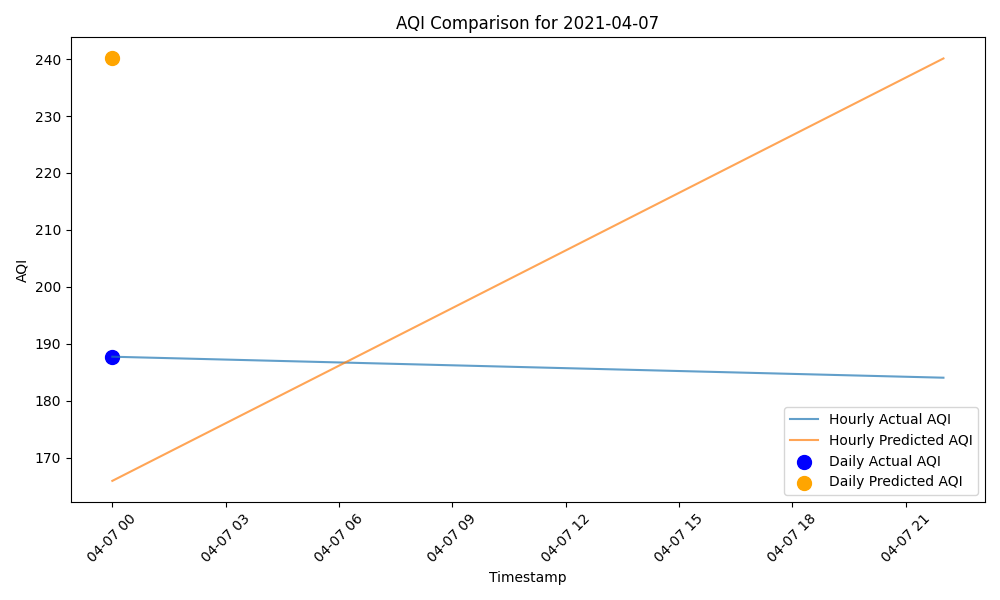 AQI Comparison for 2021-04-07
AQI
240
230
220
210
200
190
180
170
04-07 00
04-07 03
04-07 06
04-07 09
04-07 12
04-07 15
04-07 18
04-07 21
Timestamp
Hourly Actual AQI
Hourly Predicted AQI
Daily Actual AQI
Daily Predicted AQI